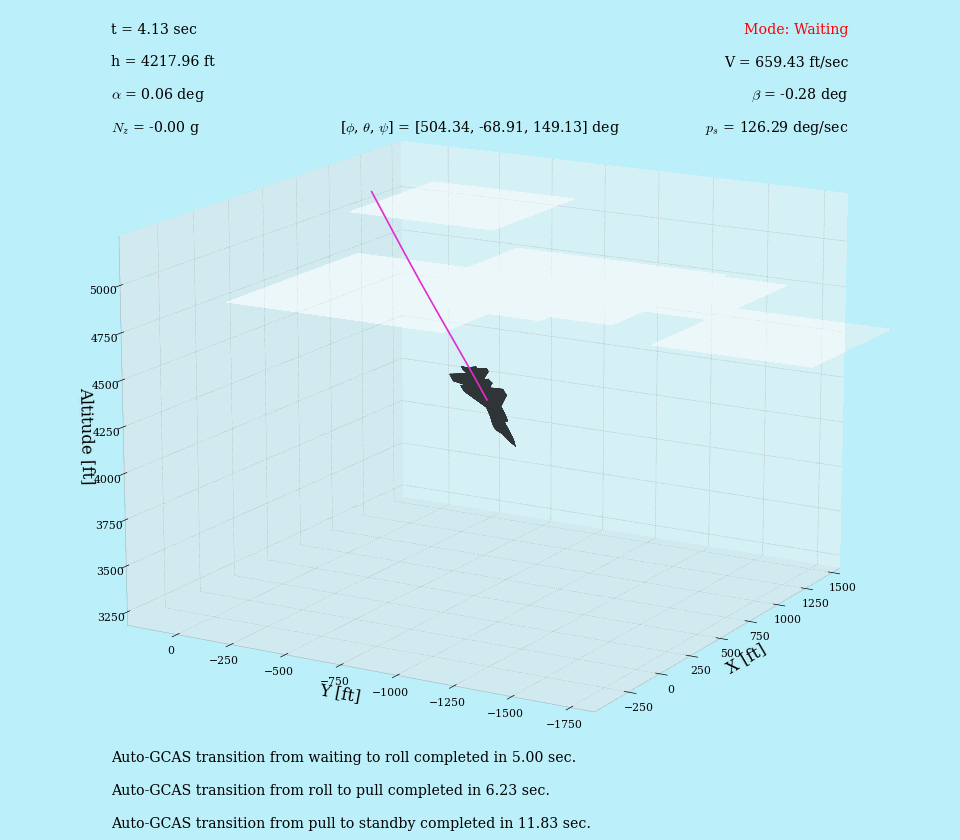 t = 4.13 sec
Mode: Waiting
h = 4217.96 ft
V = 659.43 ft/sec
α = 0.06 deg
β = -0.28 deg
N_z = -0.00 g
[ϕ, θ, ψ] = [504.34, -68.91, 149.13] deg
p_s = 126.29 deg/sec
5000
4750
4500
4250
4000
3750
3500
3250
Altitude [ft]
0
−250
−500
−750
−1000
−1250
−1500
−1750
Y [ft]
1500
1250
1000
750
500
250
0
−250
X [ft]
Auto-GCAS transition from waiting to roll completed in 5.00 sec.
Auto-GCAS transition from roll to pull completed in 6.23 sec.
Auto-GCAS transition from pull to standby completed in 11.83 sec.